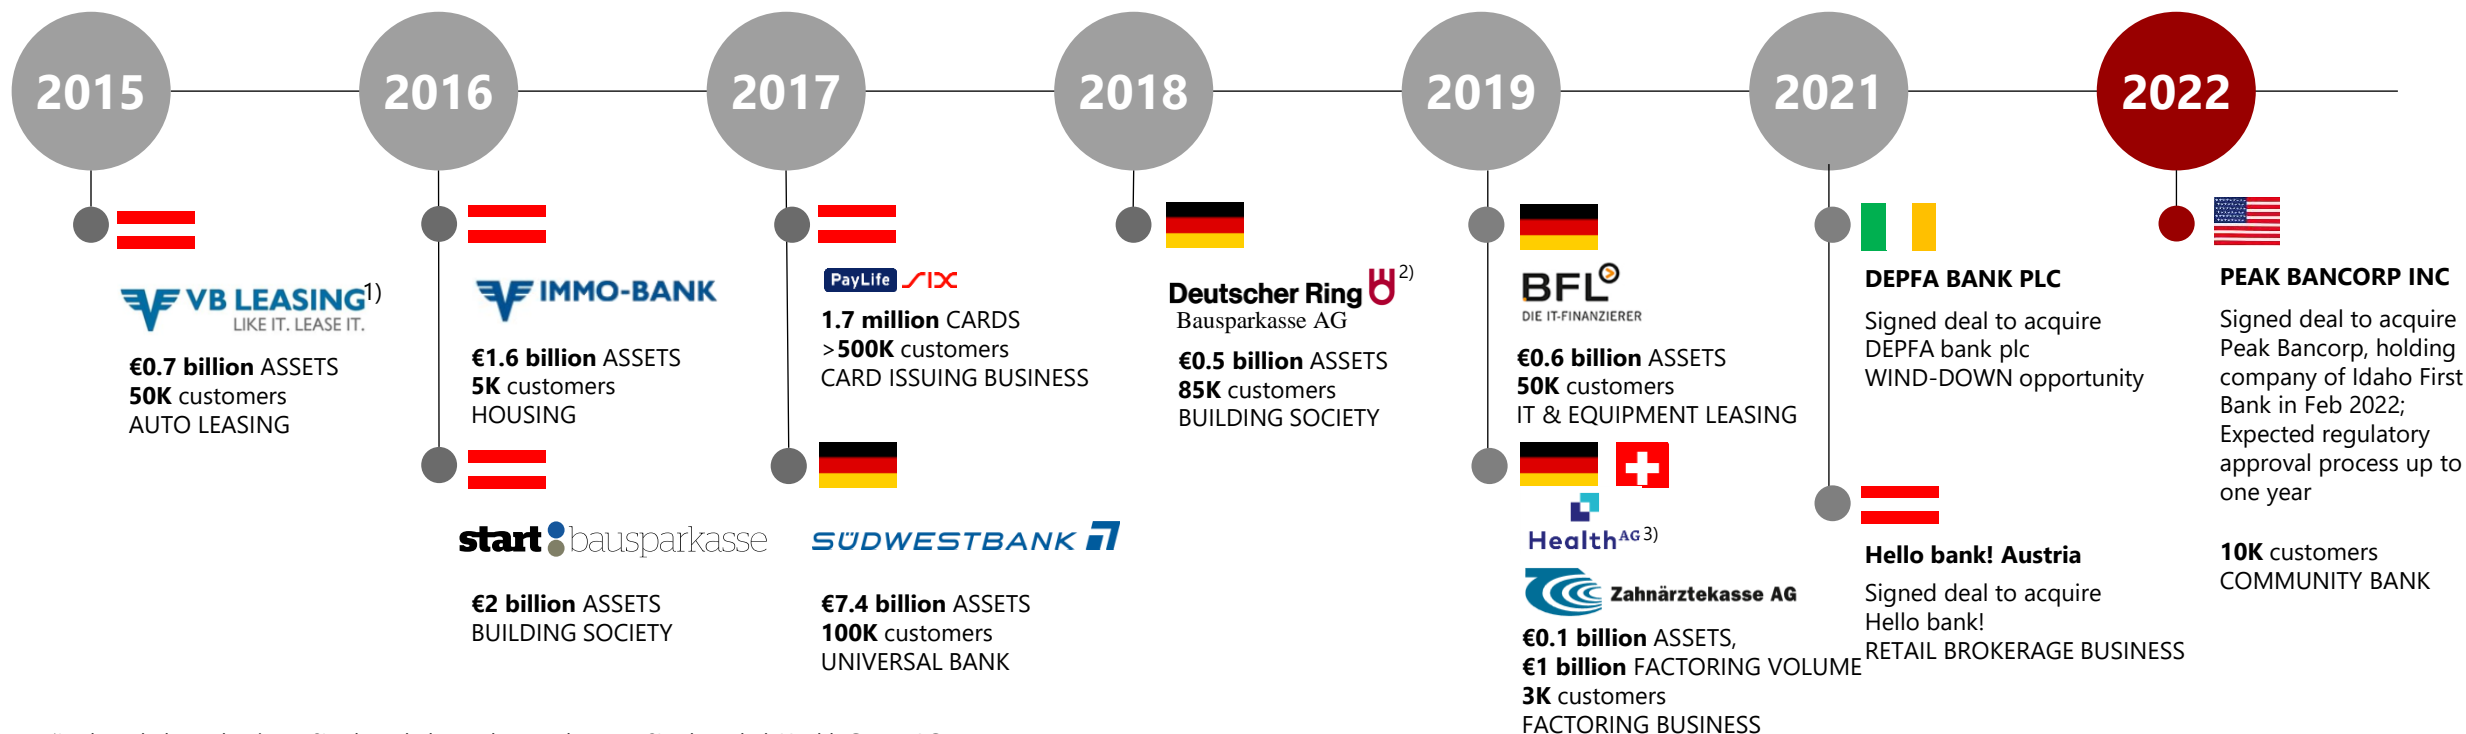 2015
2016
2017
2018
2019
2021
2022
VB LEASING 1)
LIKE IT. LEASE IT.
€0.7 billion ASSETS
50K customers
AUTO LEASING
IMMO-BANK
€1.6 billion ASSETS
5K customers
HOUSING
start:bausparkasse
€2 billion ASSETS
BUILDING SOCIETY
PayLife SIX
1.7 million CARDS
>500K customers
CARD ISSUING BUSINESS
SÜDWESTBANK
€7.4 billion ASSETS
100K customers
UNIVERSAL BANK
Deutscher Ring 2)
Bausparkasse AG
€0.5 billion ASSETS
85K customers
BUILDING SOCIETY
BFL
DIE IT-FINANZIERER
€0.6 billion ASSETS
50K customers
IT & EQUIPMENT LEASING
Health AG 3)
Zahnärztekasse AG
€0.1 billion ASSETS,
€1 billion FACTORING VOLUME
3K customers
FACTORING BUSINESS
DEPFA BANK PLC
Signed deal to acquire
DEPFA bank plc
WIND-DOWN opportunity
Hello bank! Austria
Signed deal to acquire
Hello bank!
RETAIL BROKERAGE BUSINESS
PEAK BANCORP INC
Signed deal to acquire
Peak Bancorp, holding
company of Idaho First
Bank in Feb 2022;
Expected regulatory
approval process up to
one year
10K customers
COMMUNITY BANK